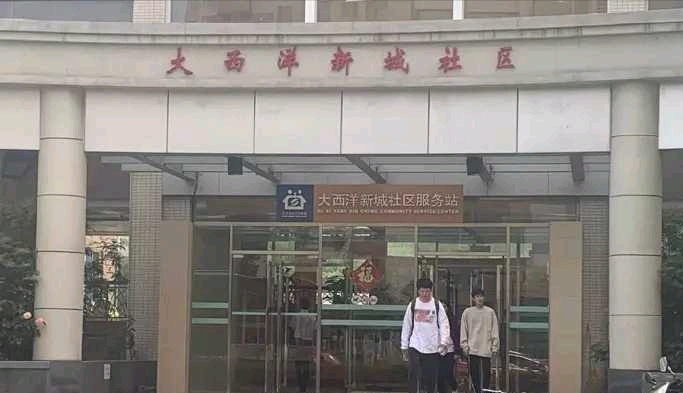 大西洋新城社区
大西洋新城社区服务站
DA XI YANG XIN CHENG COMMUNITY SERVICE CENTER
福